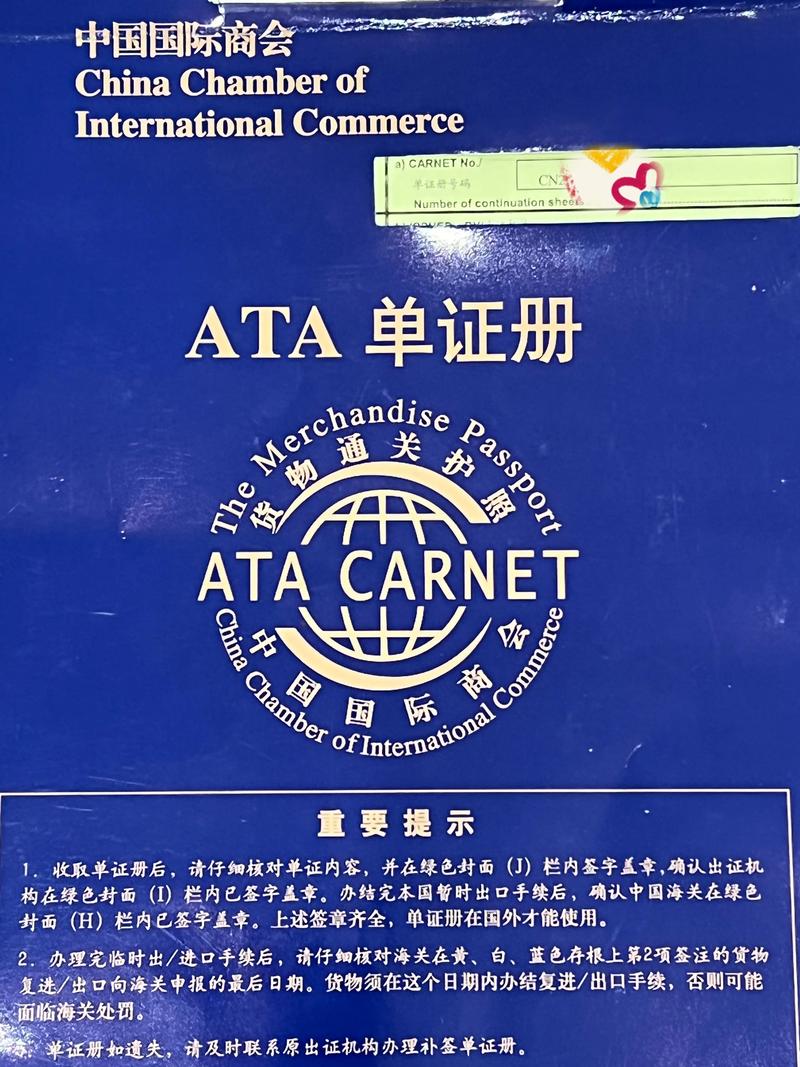 中国国际商会
China Chamber of
International Commerce
a) CARNET No./
单证册号码
CN2
Number of continuation sheets
ATA 单证册
The Merchandise Passport
货物通关护照
ATA CARNET
中国国际商会
China Chamber of International Commerce
重要提示
1. 收取单证册后，请仔细核对单证内容，并在绿色封面（J）栏内签字盖章，确认出证机
构在绿色封面（I）栏内已签字盖章。办结完本国暂时出口手续后，确认中国海关在绿色
封面（H）栏内已签字盖章。上述签章齐全，单证册在国外才能使用。
2. 办理完临时出/进口手续后，请仔细核对海关在黄、白、蓝色存根上第2项签注的货物
复进/出口向海关申报的最后日期。货物须在这个日期内办结复进/出口手续，否则可能
面临海关处罚。
3. 单证册如遗失，请及时联系原出证机构办理补签单证册。